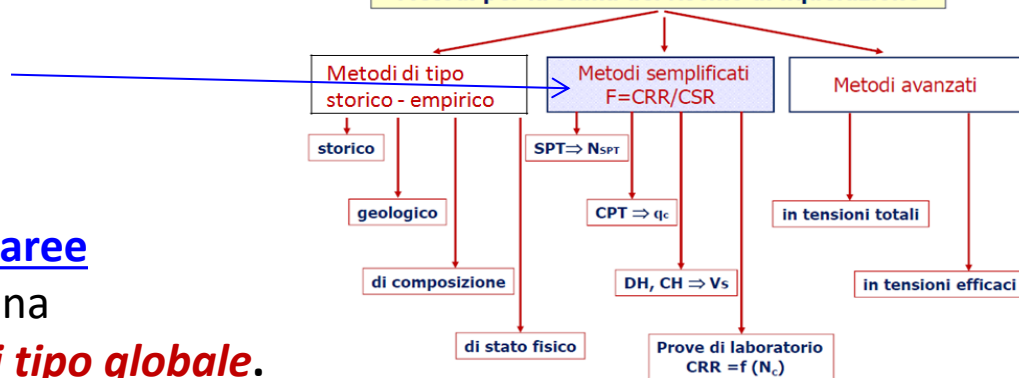 Metodi di tipo
storico - empirico
Metodi semplificati
F=CRR/CSR
Metodi avanzati
storico
SPT⇒ NSPT
geologico
CPT ⇒ qc
in tensioni totali
di composizione
DH, CH ⇒ Vs
in tensioni efficaci
di stato fisico
Prove di laboratorio
CRR =f (Nc)
aree
na
i tipo globale.